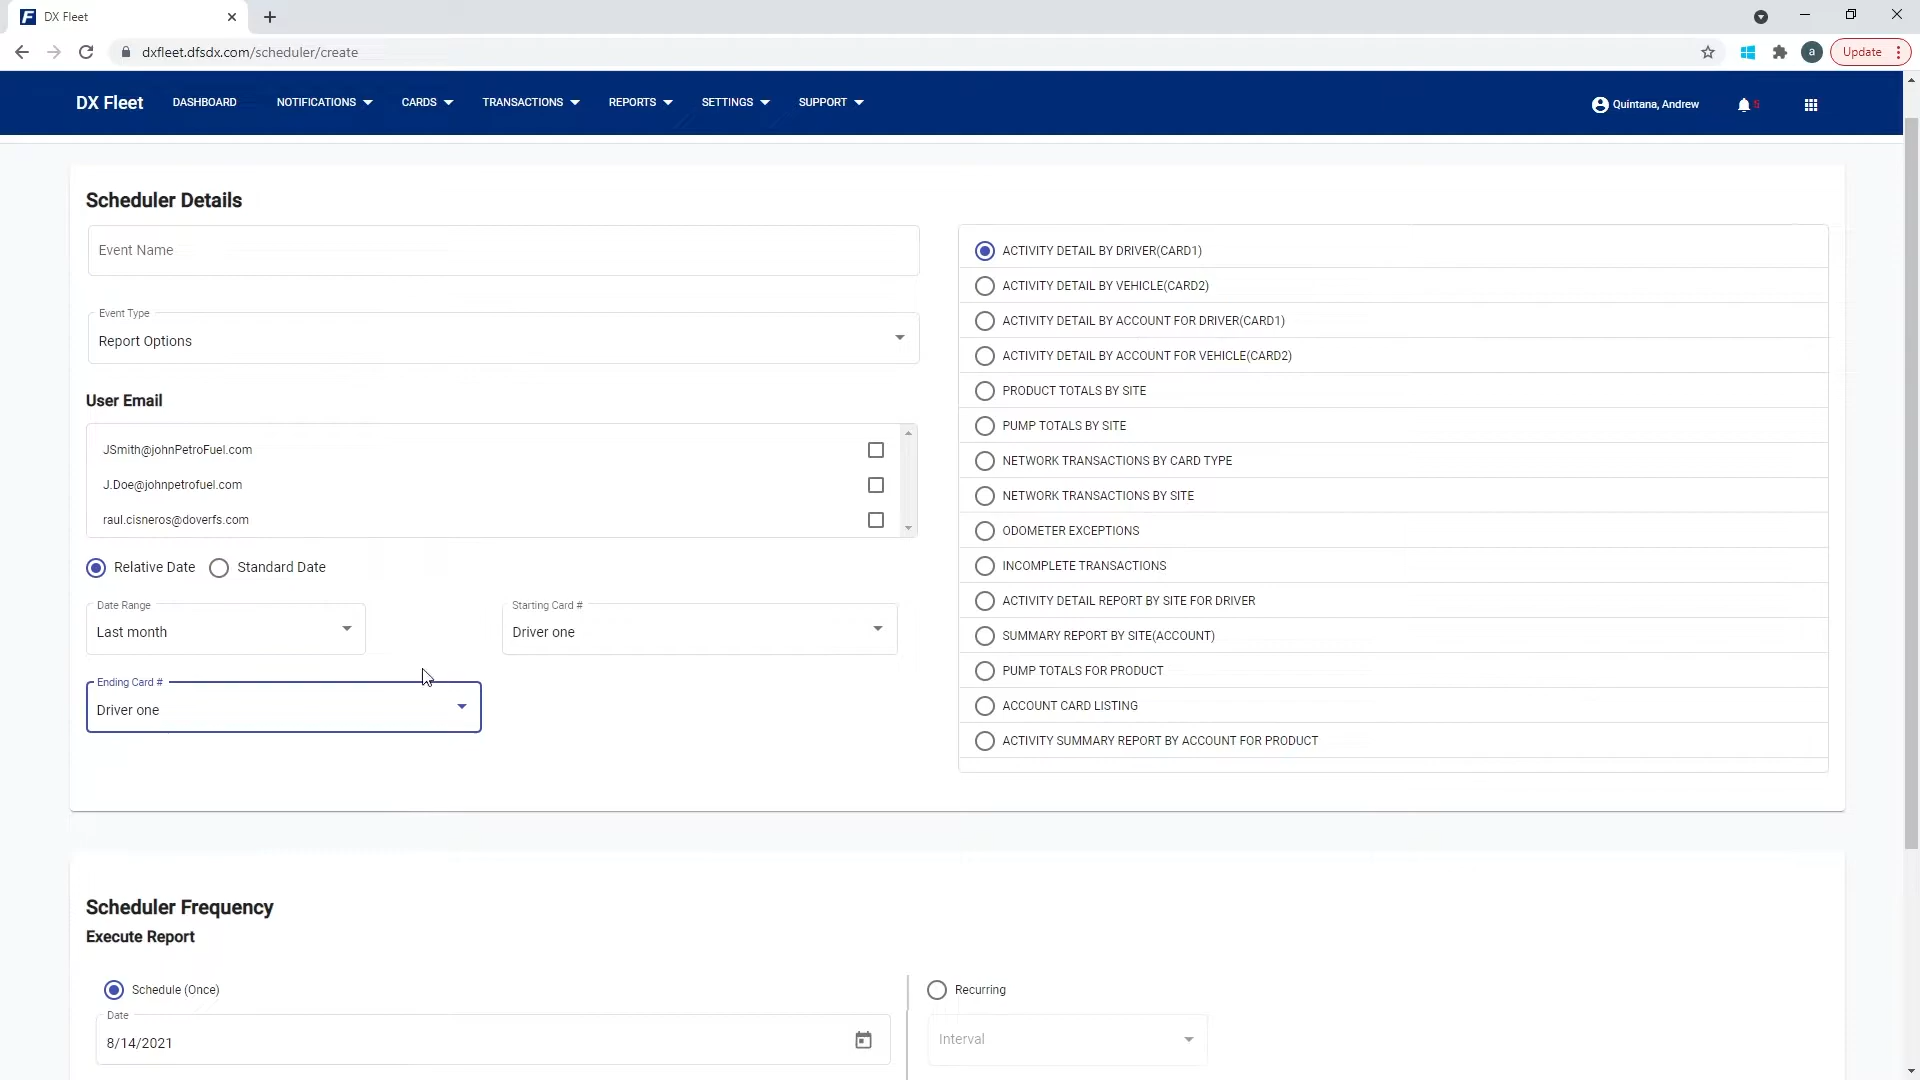 DX Fleet
dxfleet.dfsdx.com/scheduler/create
a
Update
DX Fleet DASHBOARD NOTIFICATIONS CARDS TRANSACTIONS REPORTS SETTINGS SUPPORT Quintana, Andrew
Scheduler Details
Event Name
Event Type
Report Options
User Email
JSmith@johnPetroFuel.com
J.Doe@johnpetrofuel.com
raul.cisneros@doverfs.com
Relative Date Standard Date
Date Range
Last month
Starting Card #
Driver one
Ending Card #
Driver one
ACTIVITY DETAIL BY DRIVER(CARD1)
ACTIVITY DETAIL BY VEHICLE(CARD2)
ACTIVITY DETAIL BY ACCOUNT FOR DRIVER(CARD1)
ACTIVITY DETAIL BY ACCOUNT FOR VEHICLE(CARD2)
PRODUCT TOTALS BY SITE
PUMP TOTALS BY SITE
NETWORK TRANSACTIONS BY CARD TYPE
NETWORK TRANSACTIONS BY SITE
ODOMETER EXCEPTIONS
INCOMPLETE TRANSACTIONS
ACTIVITY DETAIL REPORT BY SITE FOR DRIVER
SUMMARY REPORT BY SITE(ACCOUNT)
PUMP TOTALS FOR PRODUCT
ACCOUNT CARD LISTING
ACTIVITY SUMMARY REPORT BY ACCOUNT FOR PRODUCT
Scheduler Frequency
Execute Report
Schedule (Once)
Date
8/14/2021
Recurring
Interval